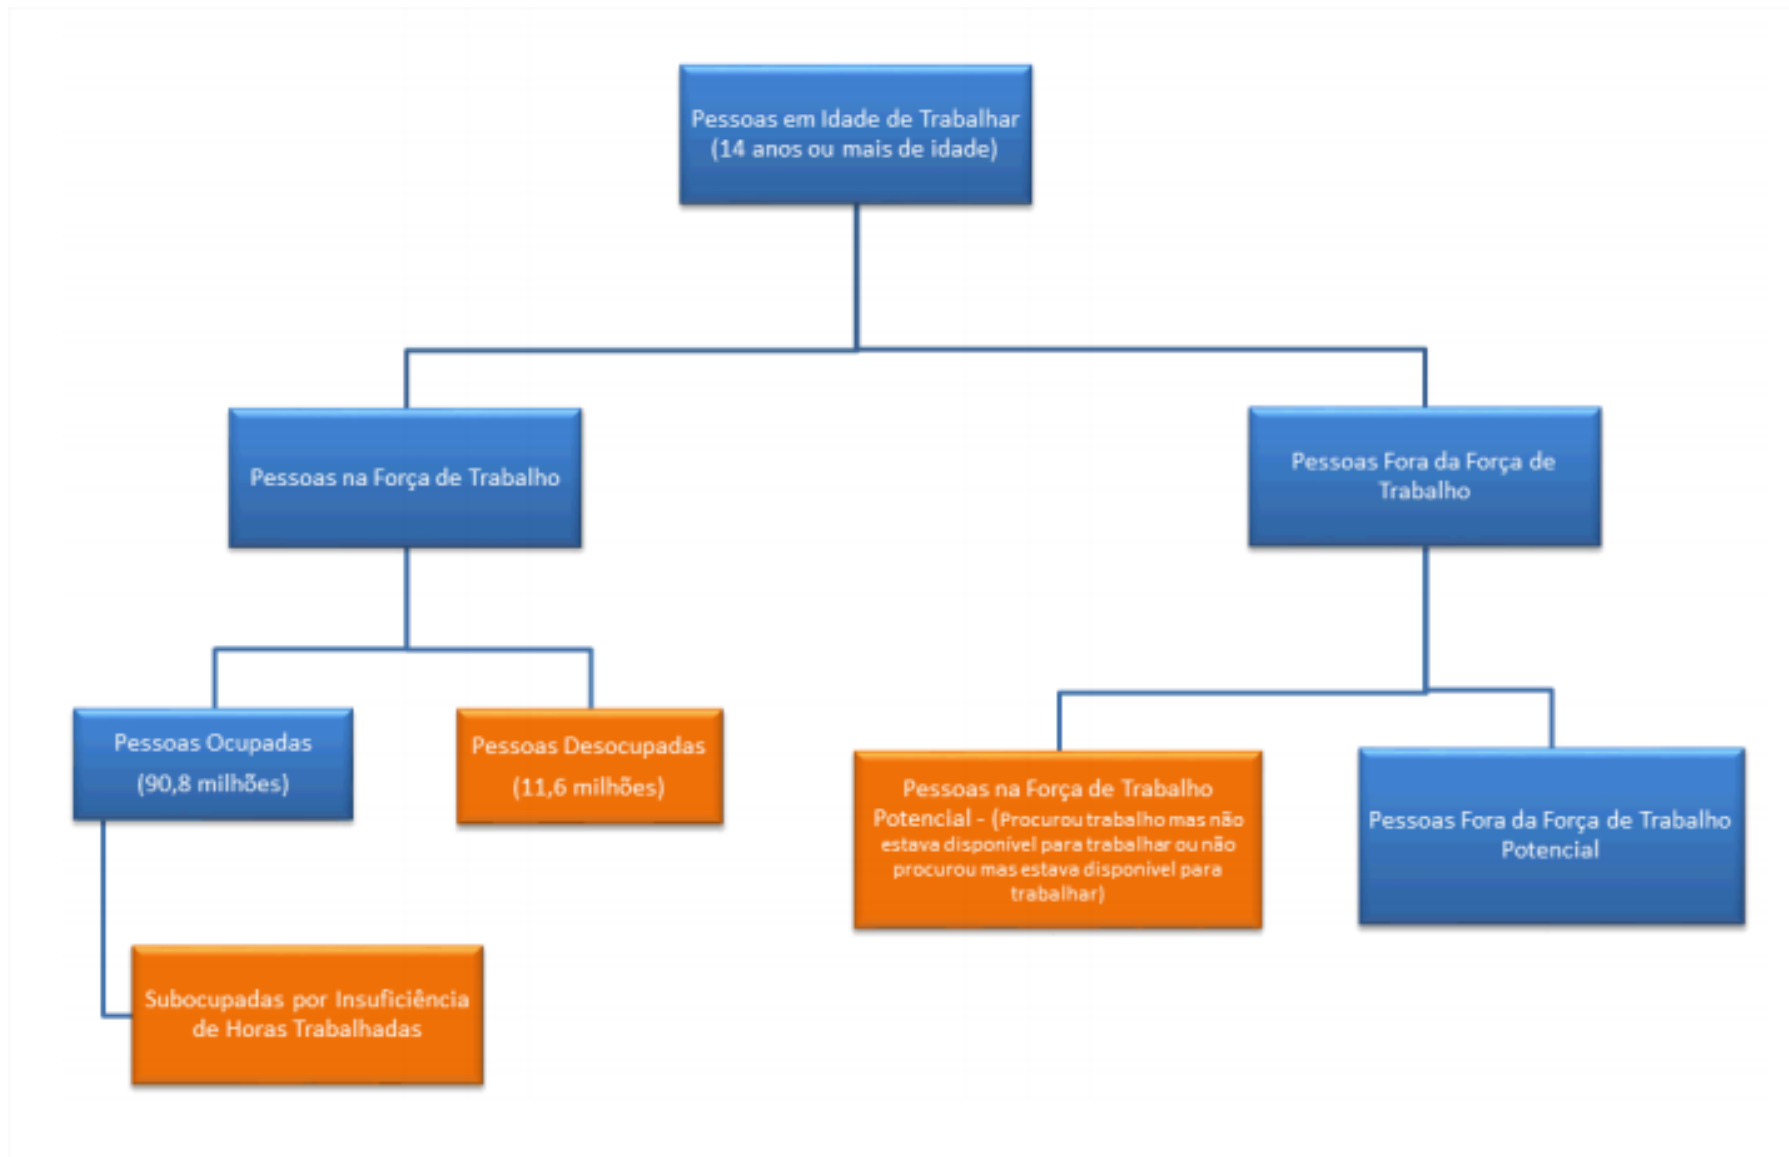 Pessoas em Idade de Trabalhar
(14 anos ou mais de idade)
Pessoas na Força de Trabalho
Pessoas Fora da Força de
Trabalho
Pessoas Ocupadas
(90,8 milhões)
Pessoas Desocupadas
(11,6 milhões)
Pessoas na Força de Trabalho
Potencial - (Procurou trabalho mas não
estava disponível para trabalhar ou não
procurou mas estava disponível para
trabalhar)
Pessoas Fora da Força de Trabalho
Potencial
Subocupadas por Insuficiência
de Horas Trabalhadas